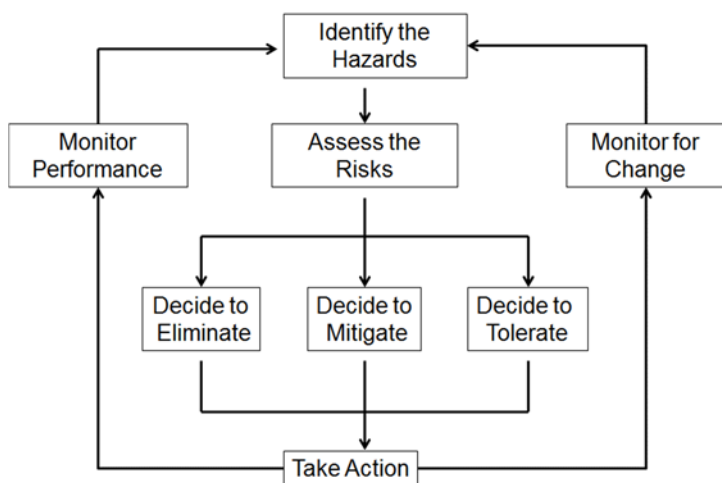 Identify the
Hazards
Monitor
Performance
Assess the
Risks
Monitor for
Change
Decide to
Eliminate
Decide to
Mitigate
Decide to
Tolerate
Take Action